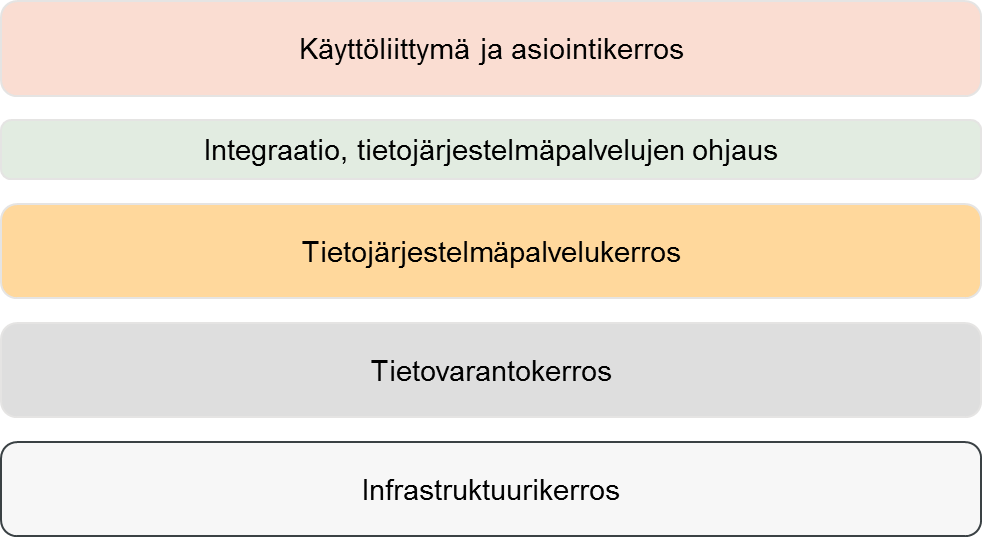 Käyttöliittymä ja asiointikerros
Integraatio, tietojärjestelmäpalvelujen ohjaus
Tietojärjestelmäpalvelukerros
Tietovarantokerros
Infrastruktuurikerros